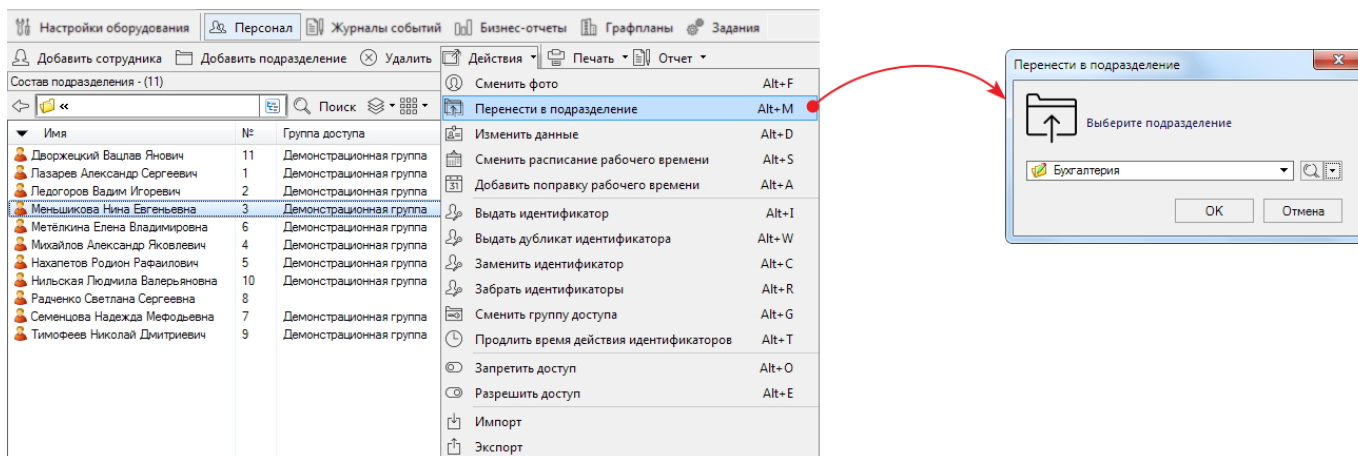 Настройки оборудования Персонал Журналы событий Бизнес-отчеты Графпланы Задания
Добавить сотрудника Добавить подразделение Удалить Действия Печать Отчет
Состав подразделения - (11)
« Поиск
Имя № Группа доступа
Дворжецкий Вацлав Янович 11 Демонстрационная группа
Лазарев Александр Сергеевич 1 Демонстрационная группа
Ледогоров Вадим Игоревич 2 Демонстрационная группа
Меньшикова Нина Евгеньевна 3 Демонстрационная группа
Метёлкина Елена Владимировна 6 Демонстрационная группа
Михайлов Александр Яковлевич 4 Демонстрационная группа
Нахапетов Родион Рафаилович 5 Демонстрационная группа
Нильская Людмила Валерьяновна 10 Демонстрационная группа
Радченко Светлана Сергеевна 8
Семенцова Надежда Мефодьевна 7 Демонстрационная группа
Тимофеев Николай Дмитриевич 9 Демонстрационная группа
Сменить фото Alt+F
Перенести в подразделение Alt+M
Изменить данные Alt+D
Сменить расписание рабочего времени Alt+S
31 Добавить поправку рабочего времени Alt+A
Выдать идентификатор Alt+I
Выдать дубликат идентификатора Alt+W
Заменить идентификатор Alt+C
Забрать идентификаторы Alt+R
Сменить группу доступа Alt+G
Продлить время действия идентификаторов Alt+T
Запретить доступ Alt+O
Разрешить доступ Alt+E
Импорт
Экспорт
Перенести в подразделение
Выберите подразделение
Бухгалтерия
OK Отмена